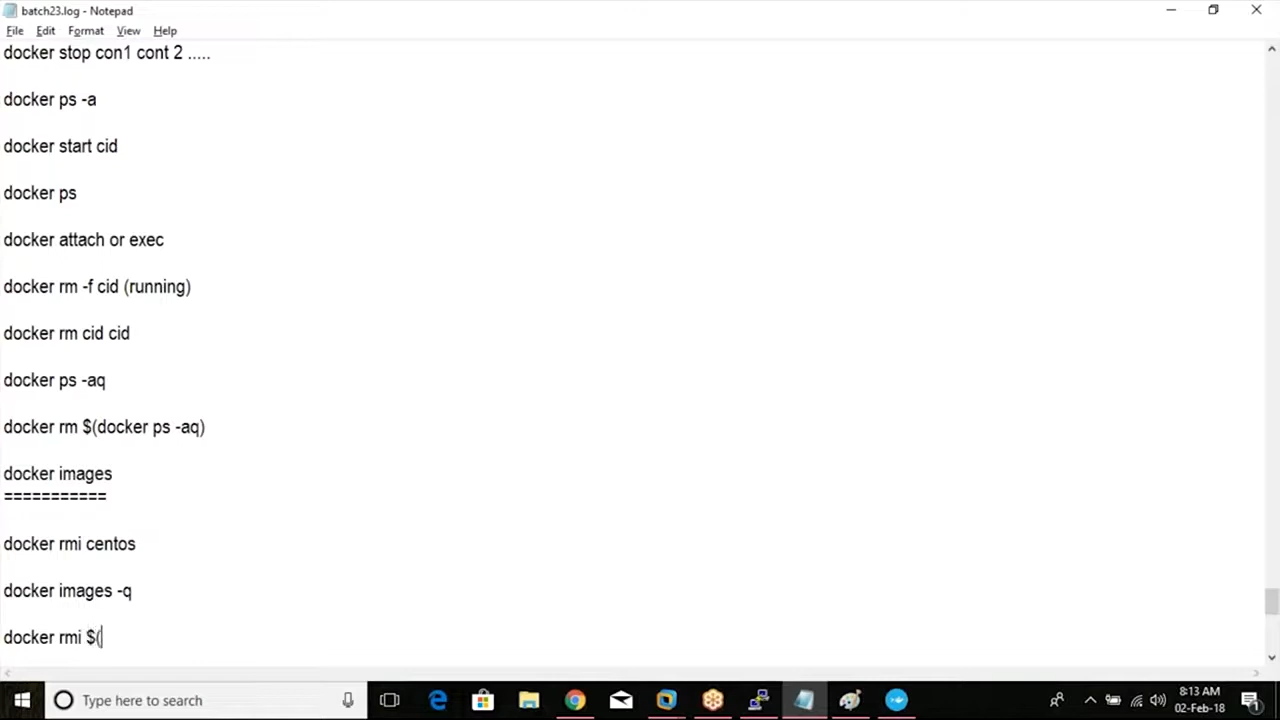 batch23.log - Notepad
File Edit Format View Help
docker stop con1 cont 2 .....
docker ps -a
docker start cid
docker ps
docker attach or exec
docker rm -f cid (running)
docker rm cid cid
docker ps -aq
docker rm $(docker ps -aq)
docker images
===========
docker rmi centos
docker images -q
docker rmi $(
Type here to search
8:13 AM
02-Feb-18
1